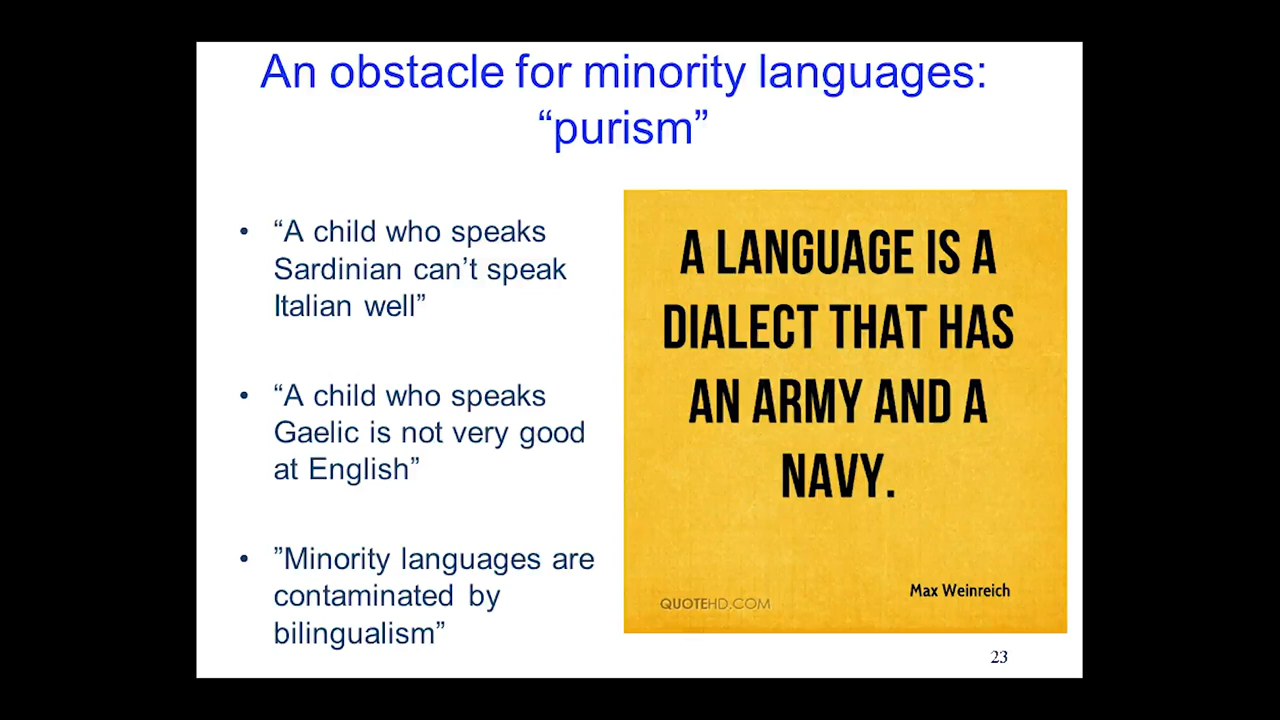 An obstacle for minority languages:
“purism”
• “A child who speaks
Sardinian can’t speak
Italian well”
• “A child who speaks
Gaelic is not very good
at English”
• ”Minority languages are
contaminated by
bilingualism”
A LANGUAGE IS A
DIALECT THAT HAS
AN ARMY AND A
NAVY.
Max Weinreich
QUOTEHD.COM
23